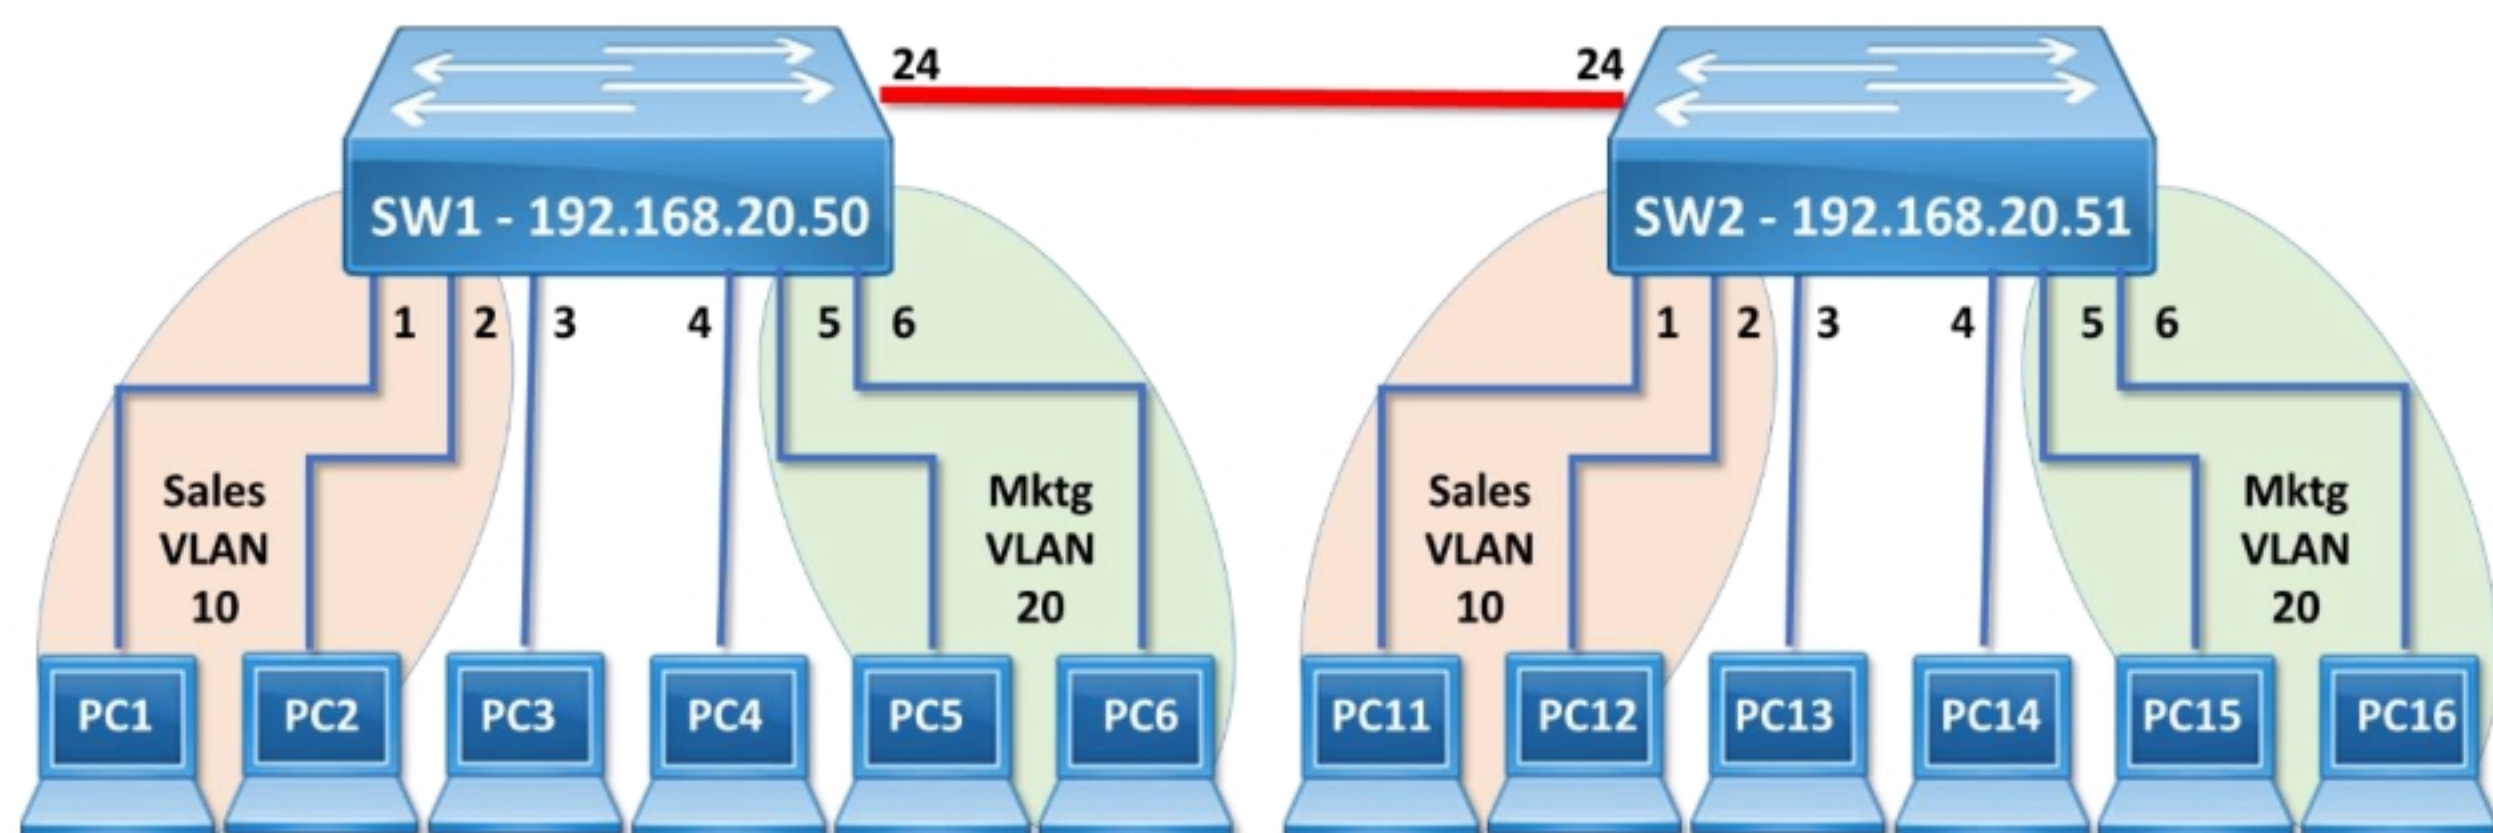 24
24
SW1 - 192.168.20.50
SW2 - 192.168.20.51
1
2
3
4
5
6
1
2
3
4
5
6
Sales
VLAN
10
Mktg
VLAN
20
Sales
VLAN
10
Mktg
VLAN
20
PC1
PC2
PC3
PC4
PC5
PC6
PC11
PC12
PC13
PC14
PC15
PC16